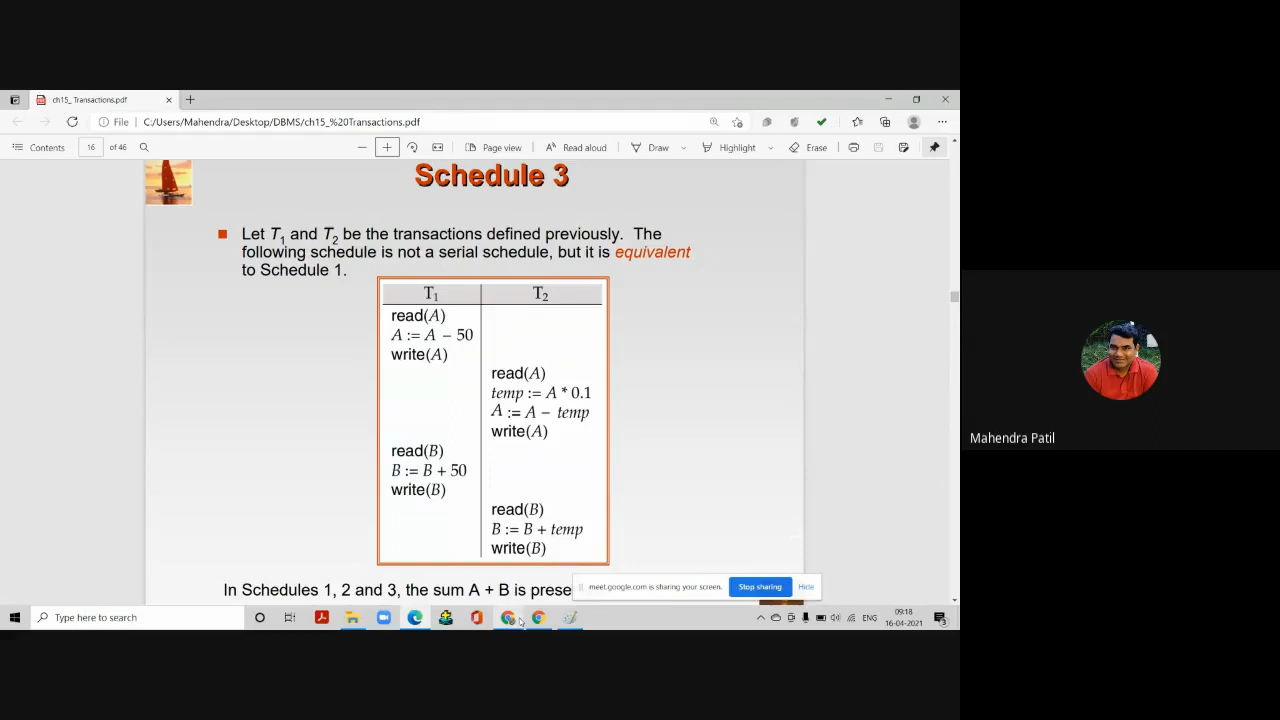 ch15_ Transactions.pdf
File
C:/Users/Mahendra/Desktop/DBMS/ch15_%20Transactions.pdf
Contents
16 of 46
Page view
Read aloud
Draw
Highlight
Erase
Schedule 3
Let T1 and T2 be the transactions defined previously. The
following schedule is not a serial schedule, but it is equivalent
to Schedule 1.
T1 T2
read(A)
A := A – 50
write(A)
read(A)
temp := A * 0.1
A := A – temp
write(A)
read(B)
B := B + 50
write(B)
read(B)
B := B + temp
write(B)
In Schedules 1, 2 and 3, the sum A + B is prese
meet.google.com is sharing your screen.
Stop sharing
Hide
Type here to search
ENG
09:18
16-04-2021
3
Mahendra Patil